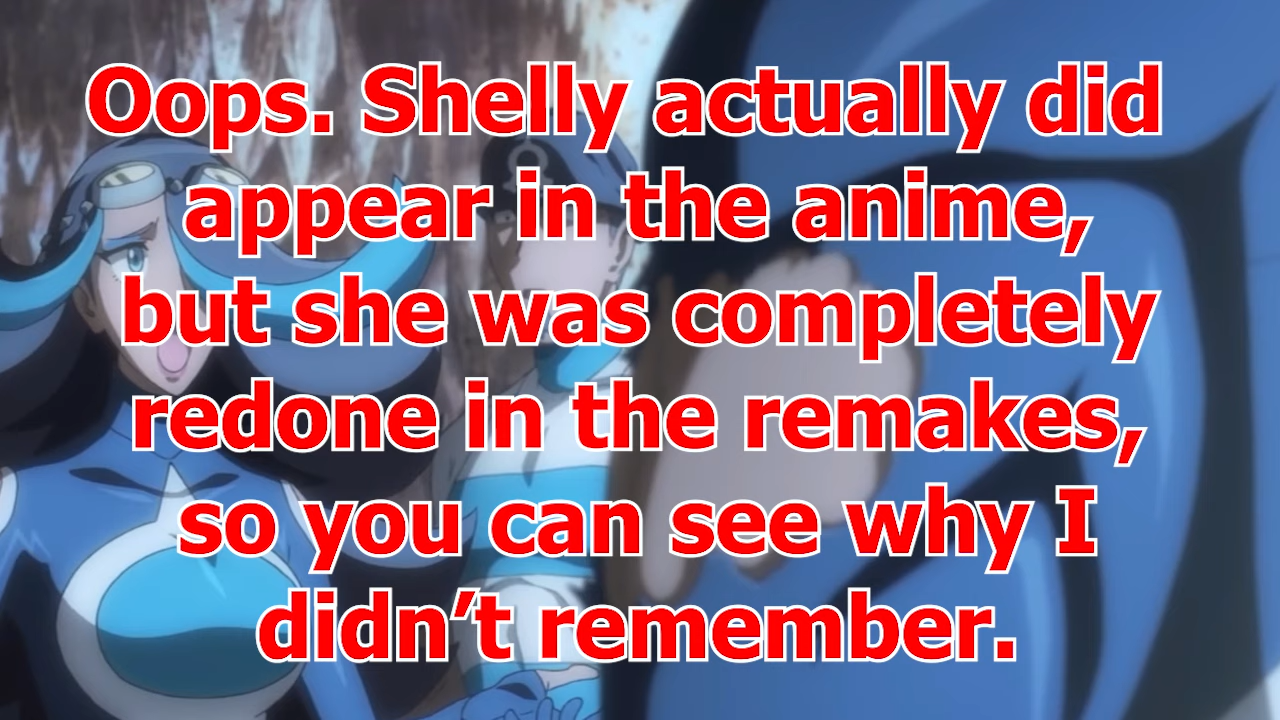 Oops. Shelly actually did
appear in the anime,
but she was completely
redone in the remakes,
so you can see why I
didn’t remember.